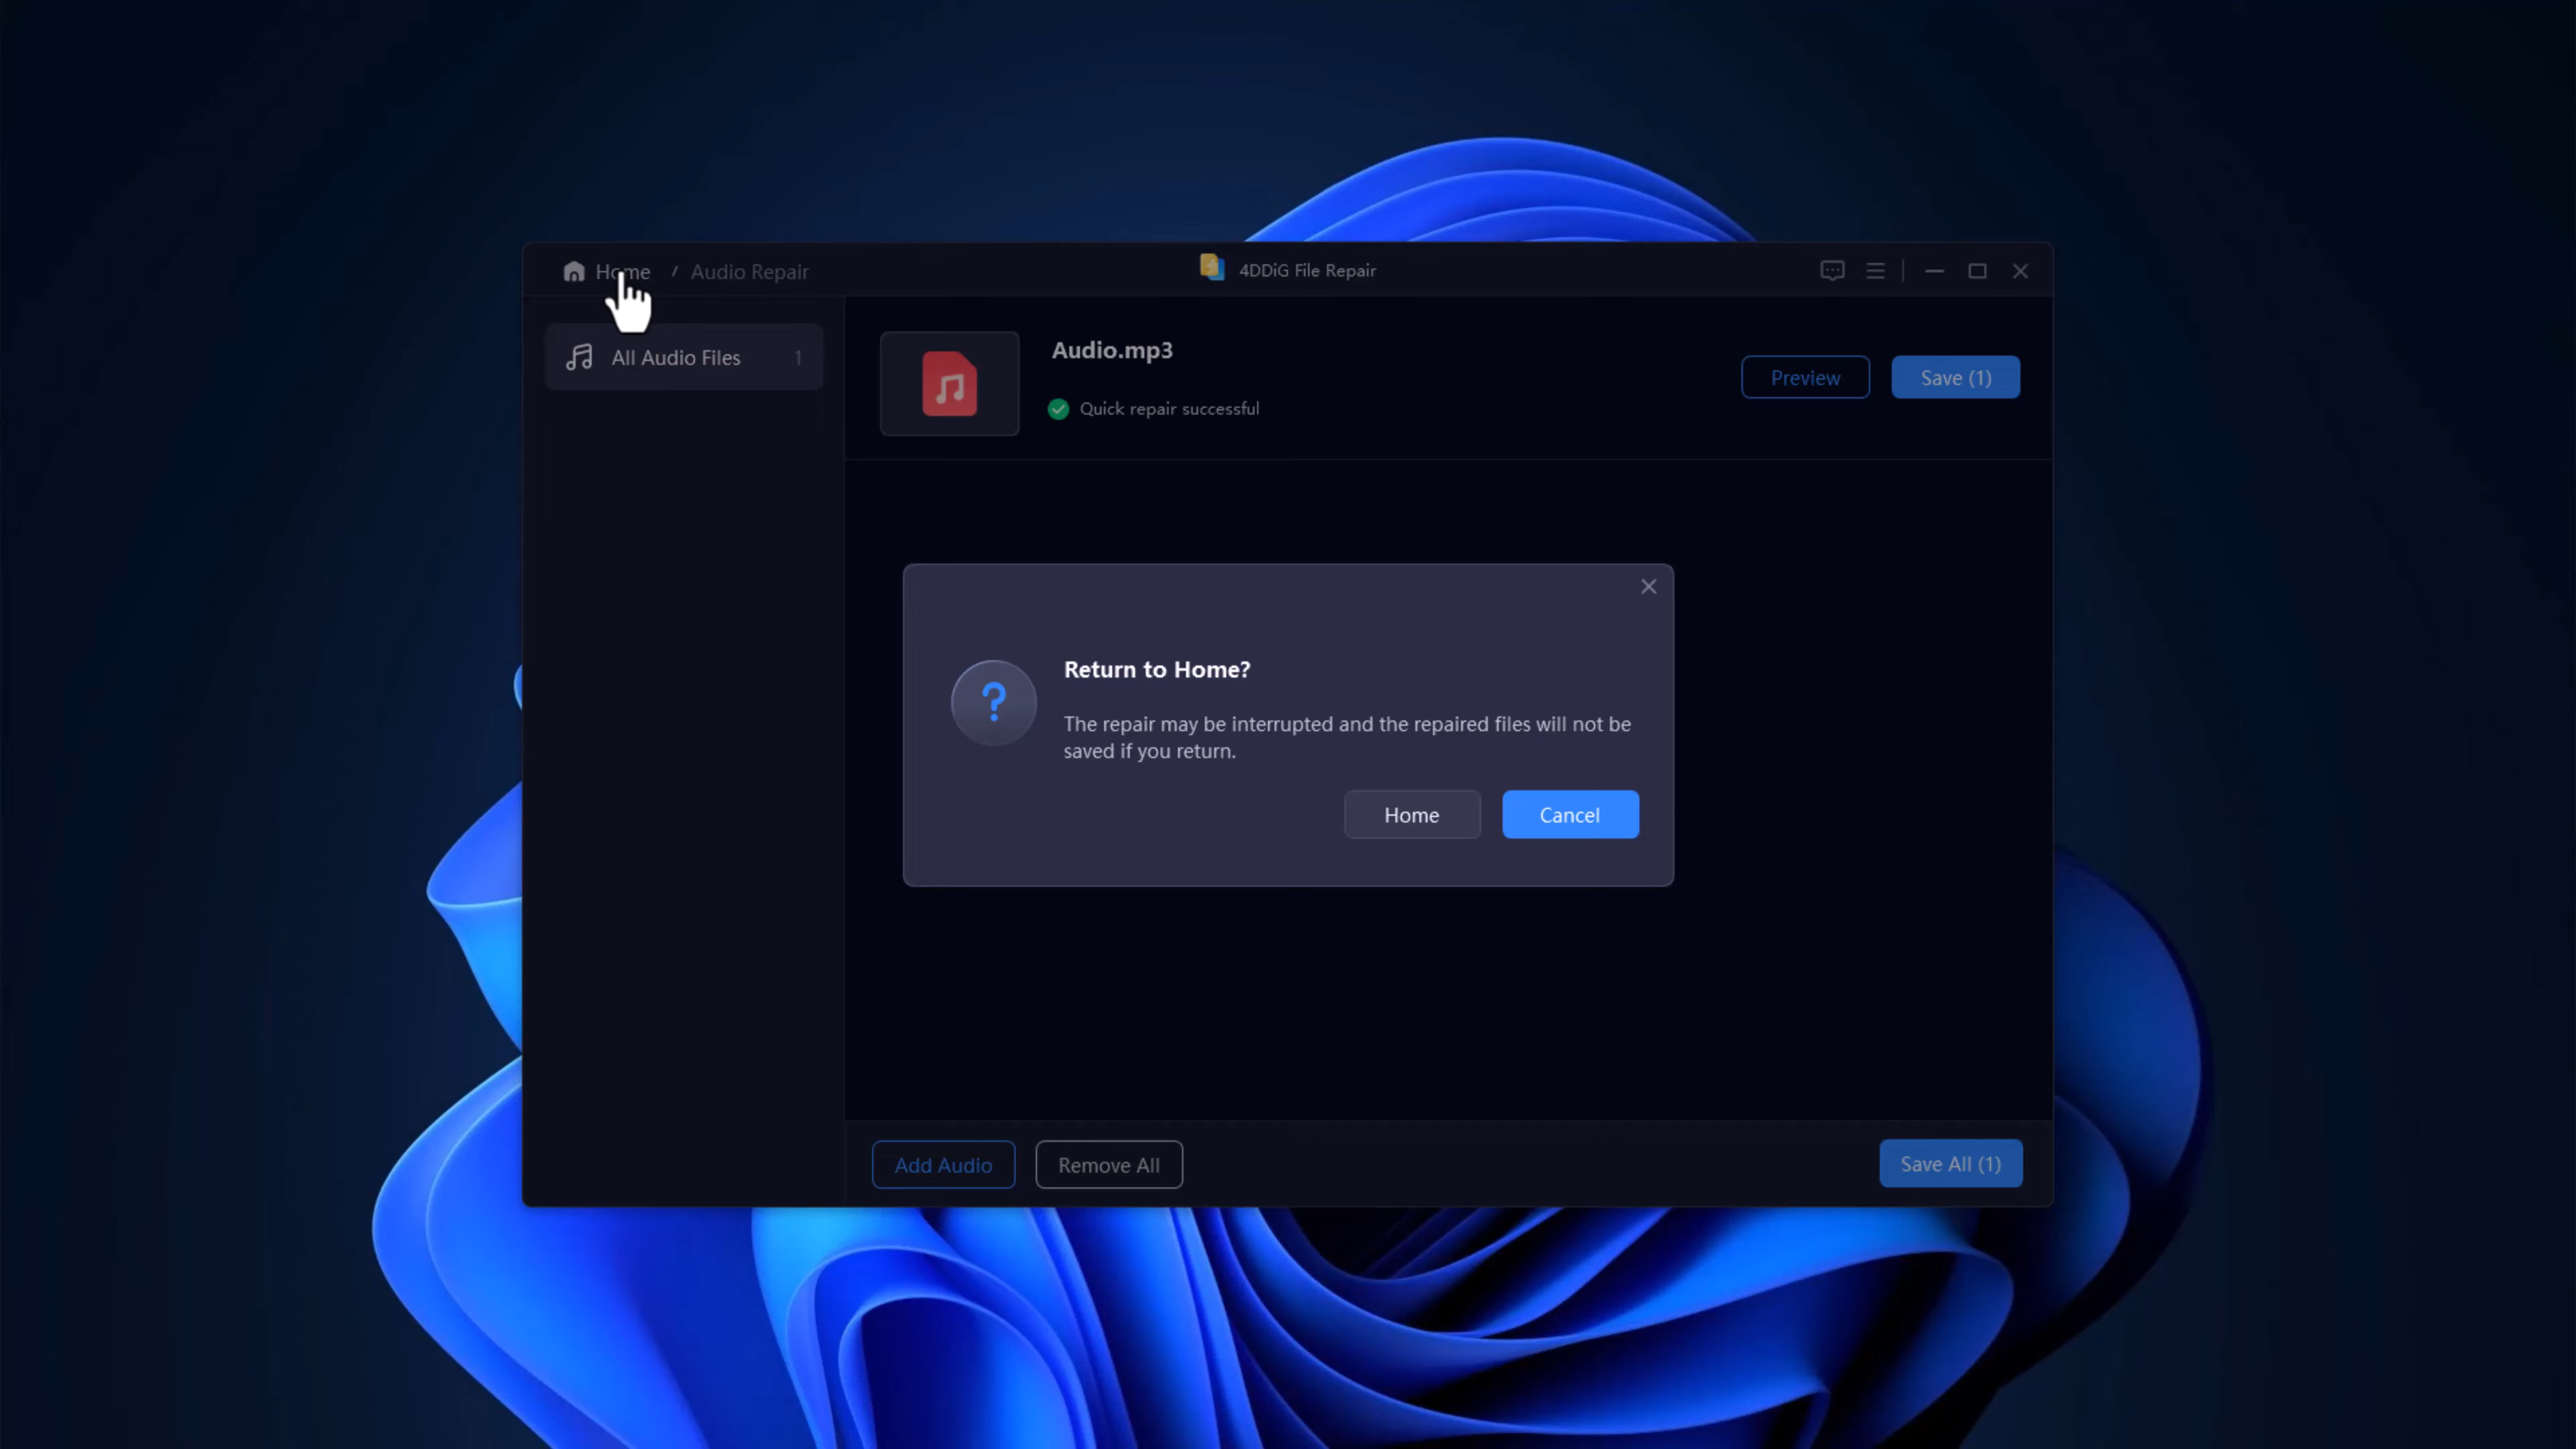 Home / Audio Repair
4DDiG File Repair
All Audio Files 1
Audio.mp3
Quick repair successful
Preview
Save (1)
Return to Home?
The repair may be interrupted and the repaired files will not be
saved if you return.
Home
Cancel
Add Audio
Remove All
Save All (1)